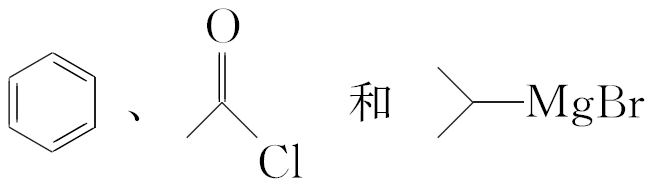 、 O Cl 和 MgBr